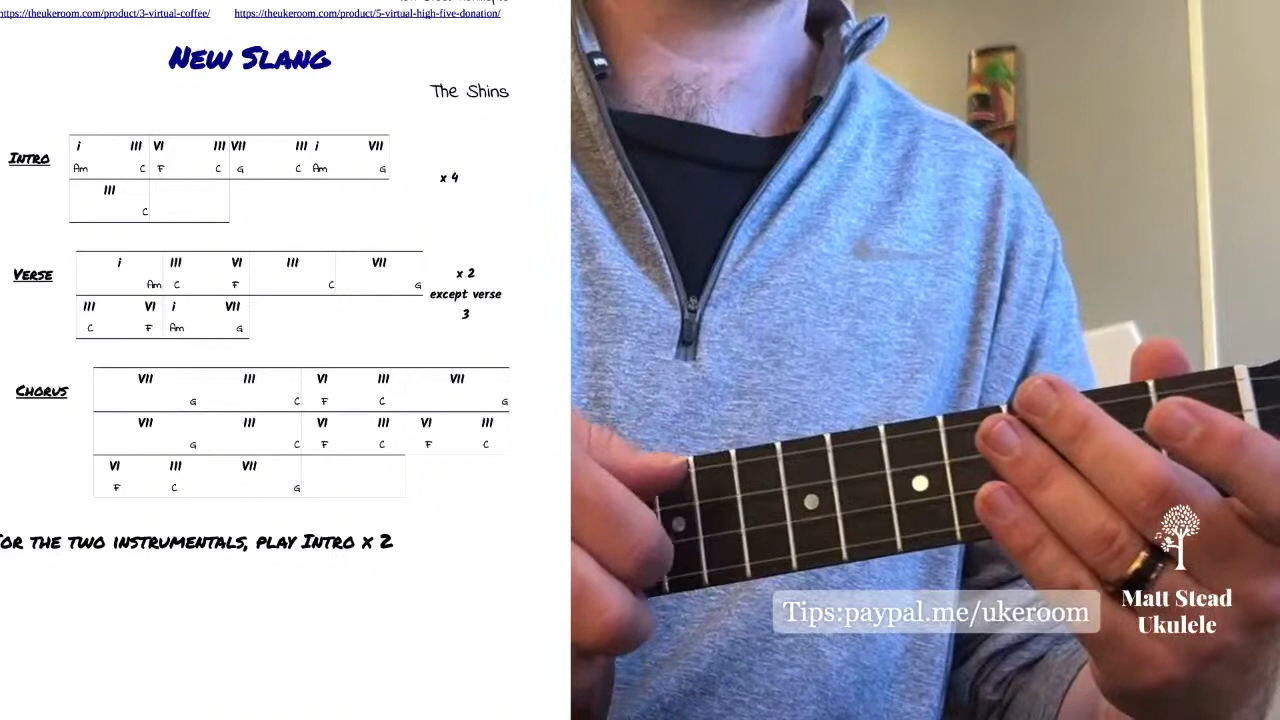 https://theukeroom.com/product/3-virtual-coffee/ https://theukeroom.com/product/5-virtual-high-five-donation/
New Slang
The Shins
Intro
i III VI III VII III i VII
Am C F C G C Am G
x 4
III
C
Verse
i III VI III VII
Am C F C G
x 2
except verse
3
III VI i VII
C F Am G
Chorus
VII III VI III VII
G C F C G
VII III VI III VI III
G C F C F C
VI III VII
F C G
For the two instrumentals, play Intro x 2
Tips:paypal.me/ukeroom
Matt Stead
Ukulele